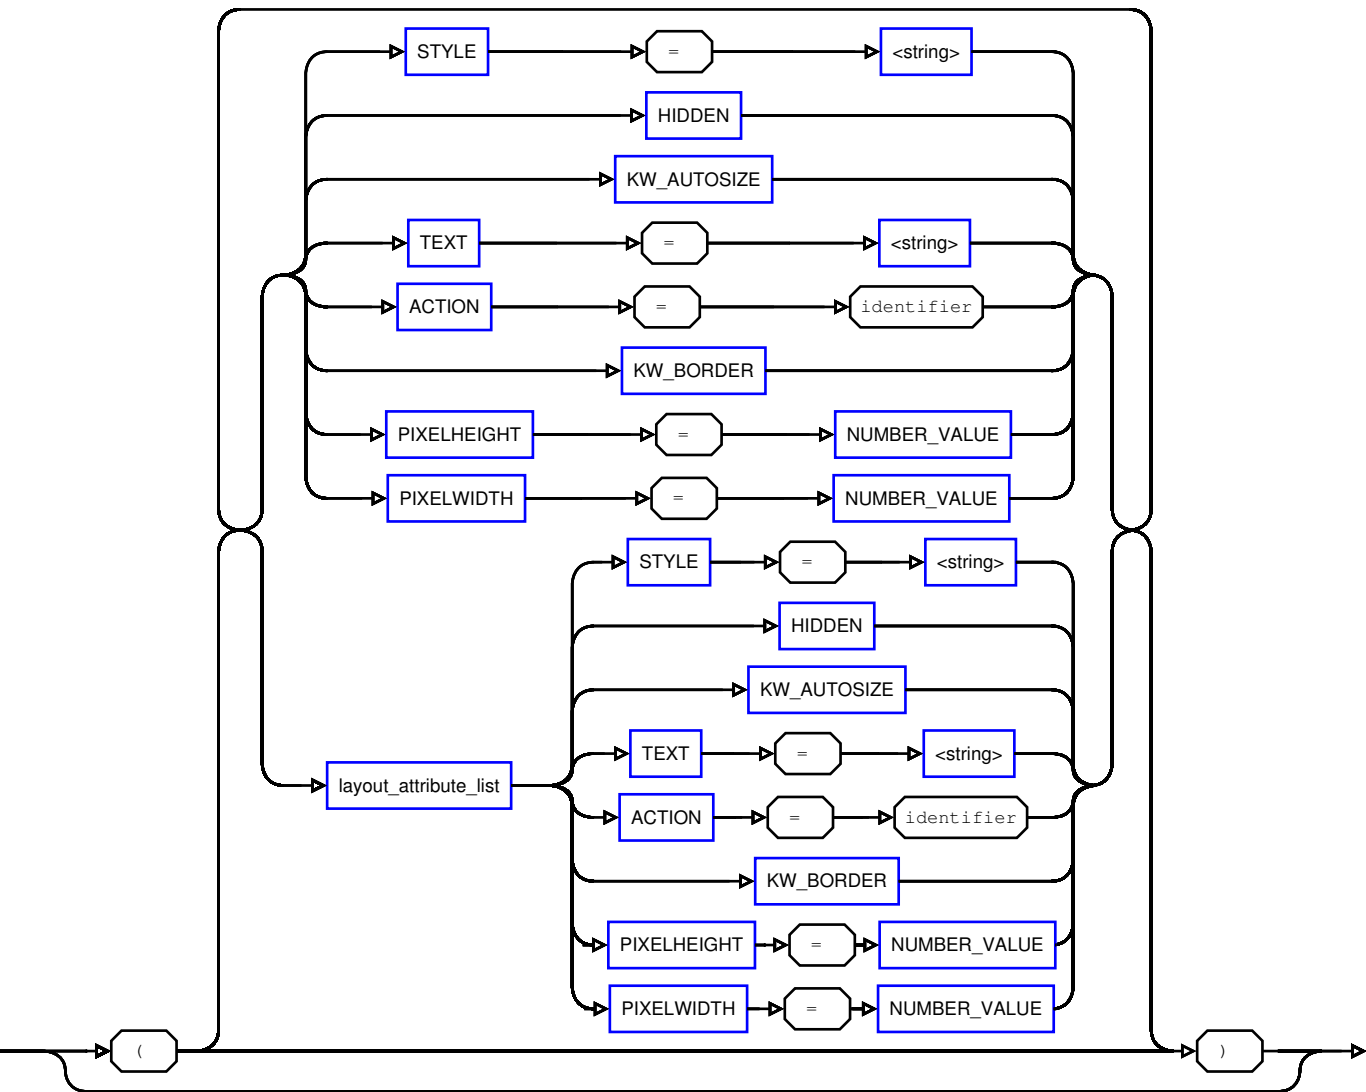 STYLE = <string>
HIDDEN
KW_AUTOSIZE
TEXT = <string>
ACTION = identifier
KW_BORDER
PIXELHEIGHT = NUMBER_VALUE
PIXELWIDTH = NUMBER_VALUE
STYLE = <string>
HIDDEN
KW_AUTOSIZE
TEXT = <string>
layout_attribute_list
ACTION = identifier
KW_BORDER
PIXELHEIGHT = NUMBER_VALUE
PIXELWIDTH = NUMBER_VALUE
( )